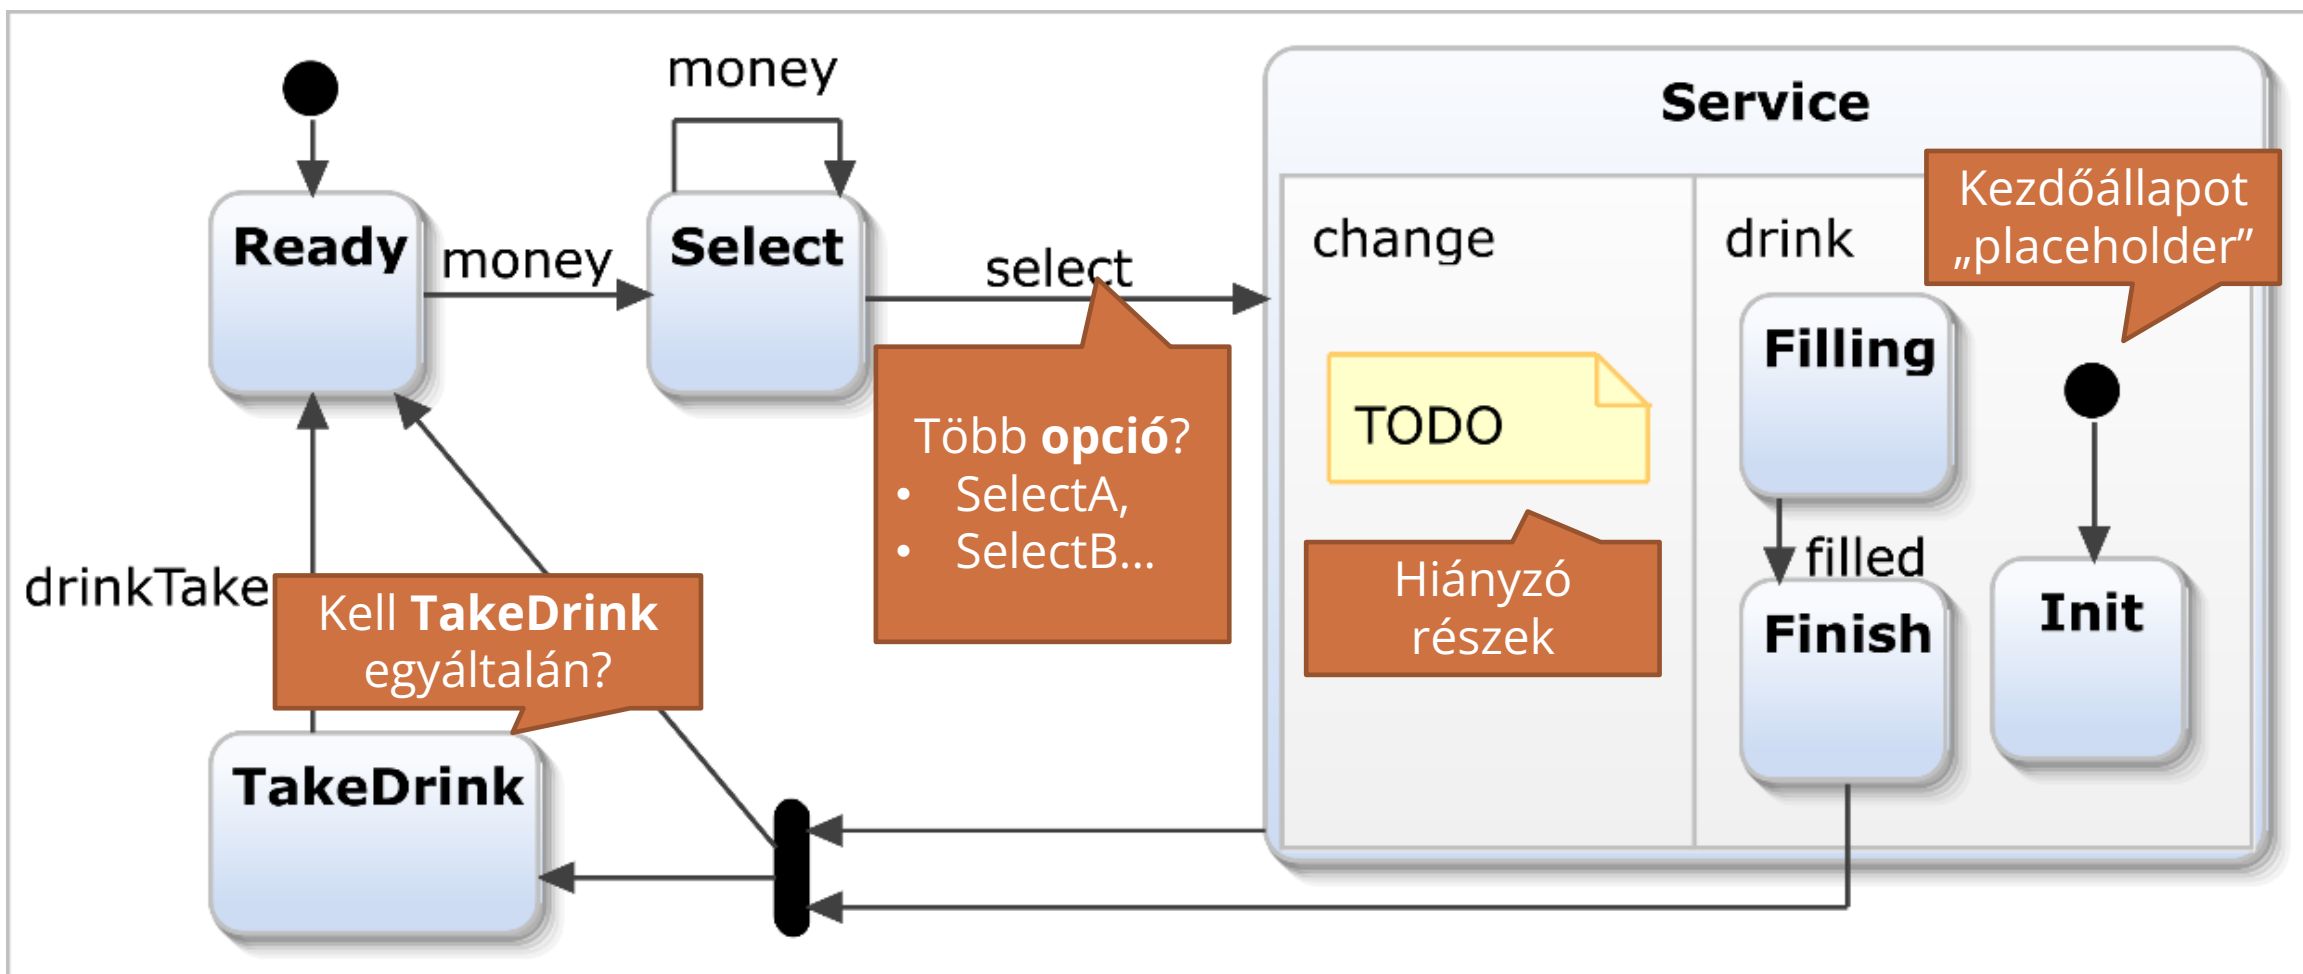 money
Service
Kezdőállapot
„placeholder”
Ready
money
Select
select
change
drink
Filling
TODO
Több opció?
• SelectA,
• SelectB...
drinkTake
Kell TakeDrink
egyáltalán?
Hiányzó
részek
filled
Finish
Init
TakeDrink